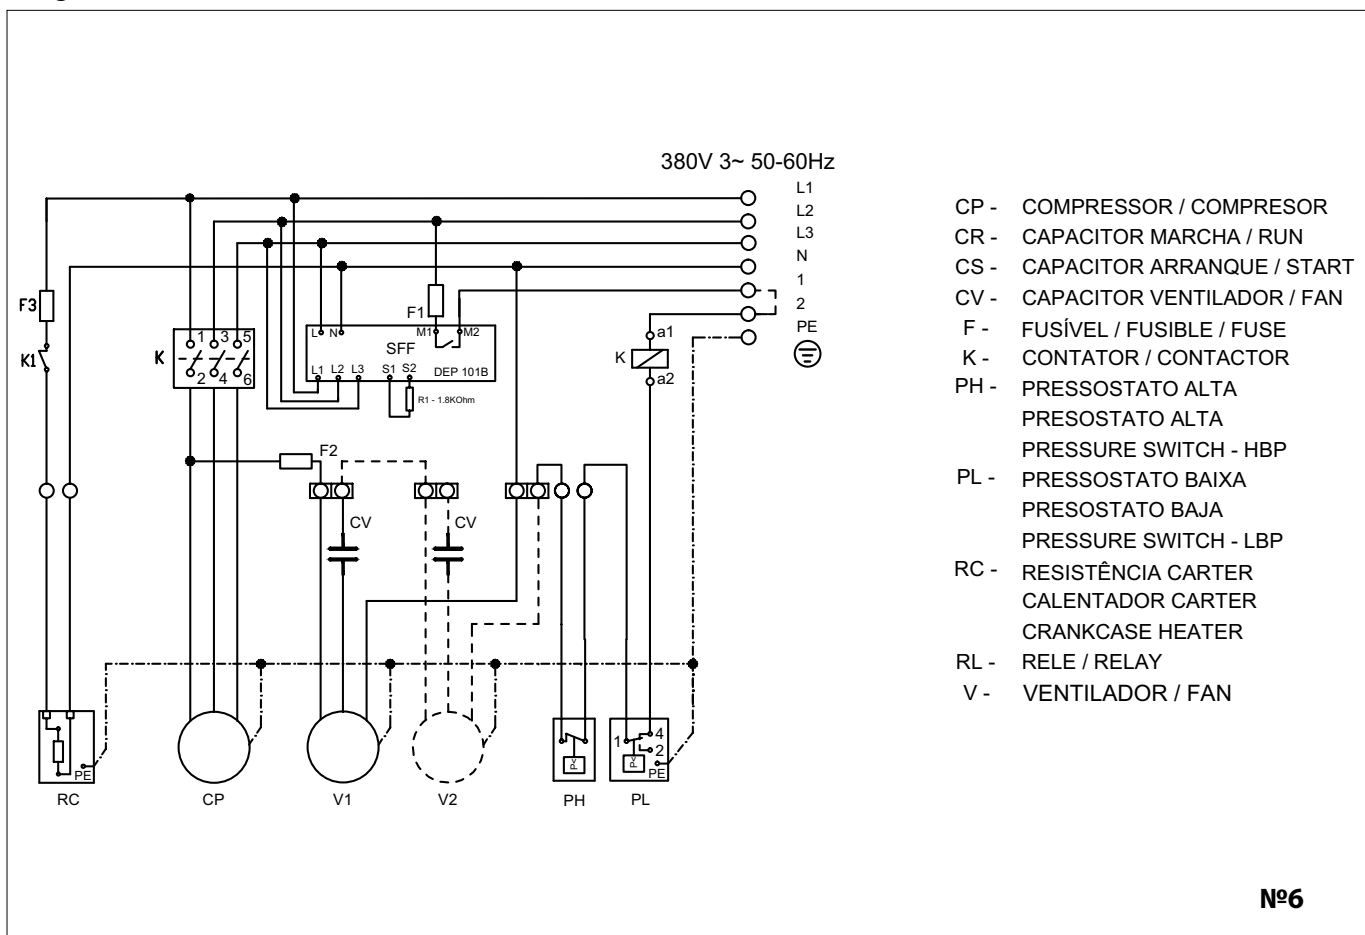 380V 3~ 50-60Hz
L1
L2
L3
N
1
2
PE
F3
K1
K
1 3 5
2 4 6
L N M1 M2
F1
SFF
L1 L2 L3 S1 S2 DEP 101B
R1 - 1.8KOhm
K
a1
a2
F2
CV
CV
PE
P<
1
4
2
P<
PE
RC
CP
V1
V2
PH
PL
CP - COMPRESSOR / COMPRESOR
CR - CAPACITOR MARCHA / RUN
CS - CAPACITOR ARRANQUE / START
CV - CAPACITOR VENTILADOR / FAN
F - FUSÍVEL / FUSIBLE / FUSE
K - CONTATOR / CONTACTOR
PH - PRESSOSTATO ALTA
PRESOSTATO ALTA
PRESSURE SWITCH - HBP
PL - PRESSOSTATO BAIXA
PRESOSTATO BAJA
PRESSURE SWITCH - LBP
RC - RESISTÊNCIA CARTER
CALENTADOR CARTER
CRANKCASE HEATER
RL - RELE / RELAY
V - VENTILADOR / FAN
Nº6